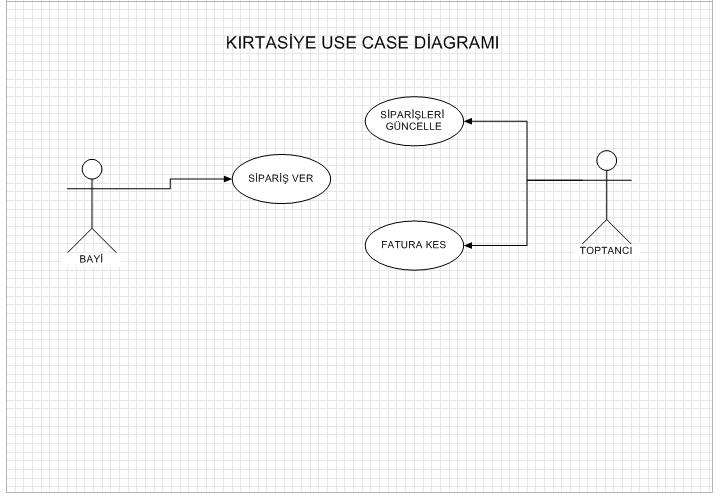 KIRTASİYE USE CASE DİAGRAMI
SİPARİŞLERİ
GÜNCELLE
SİPARİŞ VER
FATURA KES
BAYİ
TOPTANCI